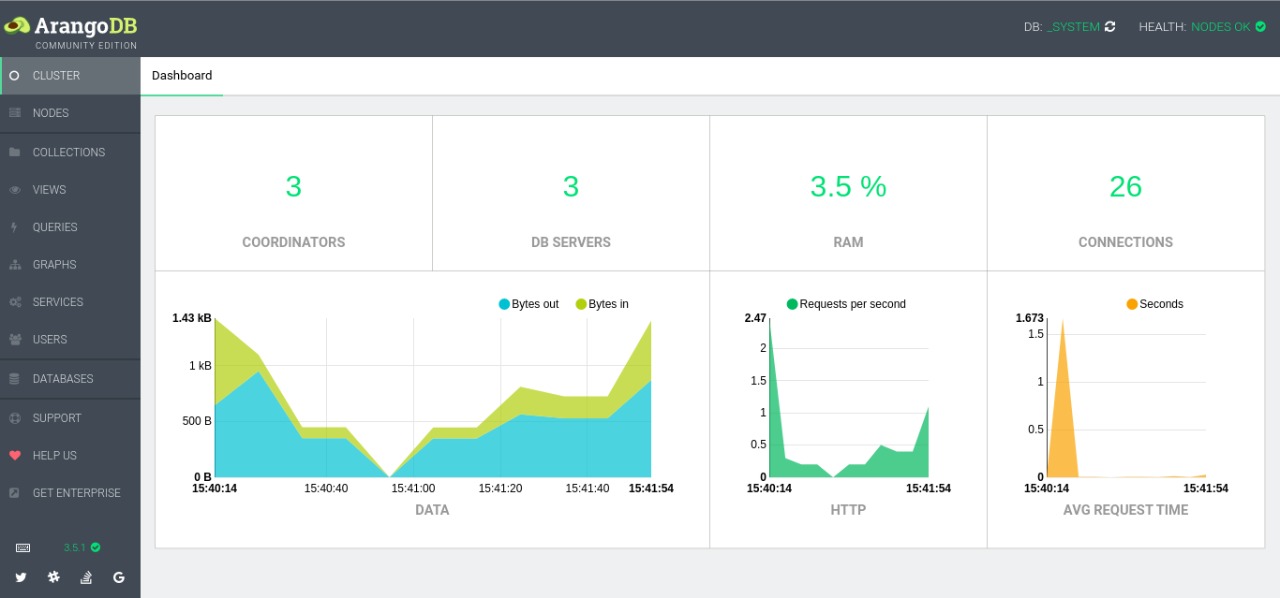 ArangoDB
COMMUNITY EDITION
DB: _SYSTEM
HEALTH: NODES OK
CLUSTER
NODES
COLLECTIONS
VIEWS
QUERIES
GRAPHS
SERVICES
USERS
DATABASES
SUPPORT
HELP US
GET ENTERPRISE
3.5.1
Dashboard
3
COORDINATORS
3
DB SERVERS
3.5 %
RAM
26
CONNECTIONS
Bytes out Bytes in
1.43 kB
1 kB
500 B
0 B
15:40:14 15:40:40 15:41:00 15:41:20 15:41:40 15:41:54
DATA
Requests per second
2.47
2
1.5
1
0.5
0
15:40:14 15:41:54
HTTP
Seconds
1.673
1.5
1
0.5
0
15:40:14 15:41:54
AVG REQUEST TIME